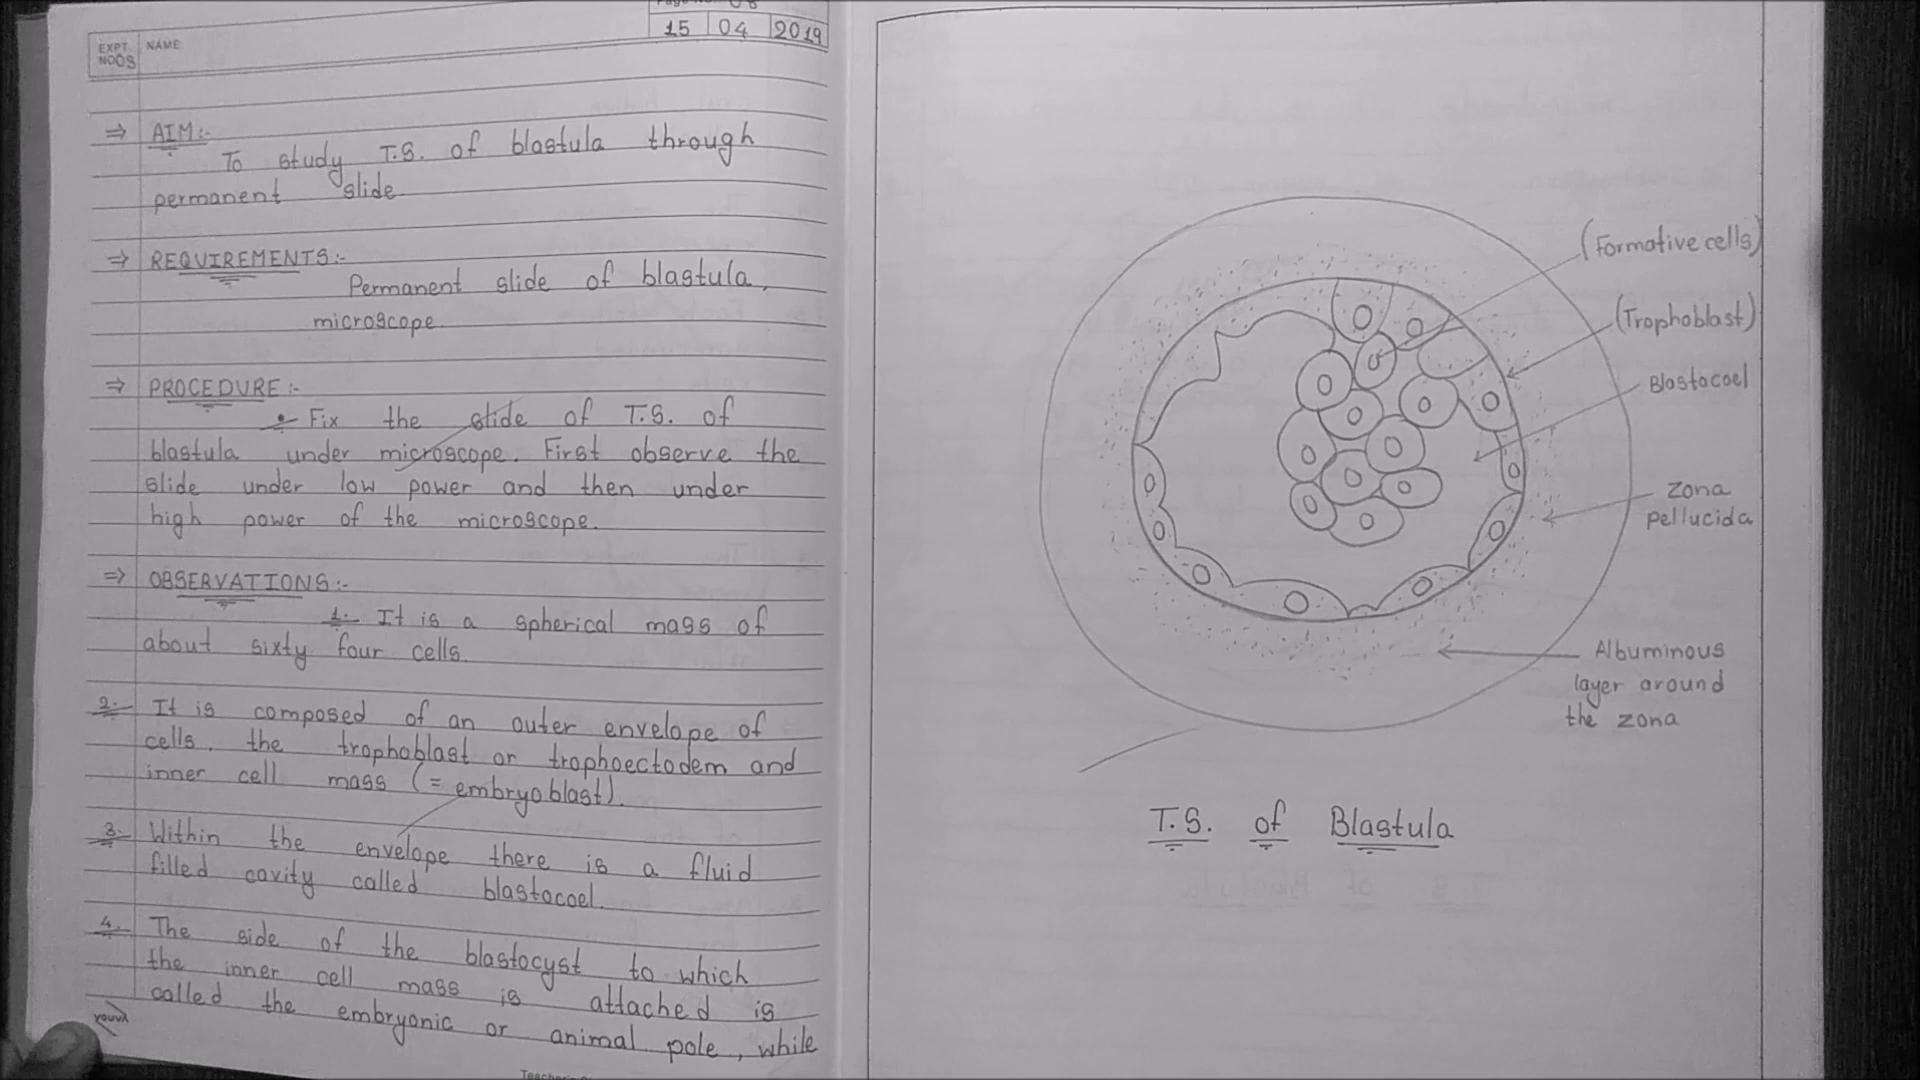 15 04 2019
EXPT. NO 08 NAME
⇒ AIM:-
To study T.S. of blastula through
permanent slide
⇒ REQUIREMENTS:-
Permanent slide of blastula,
microscope.
⇒ PROCEDURE:-
Fix the slide of T.S. of
blastula under microscope. First observe the
slide under low power and then under
high power of the microscope.
⇒ OBSERVATIONS:-
1. It is a spherical mass of
about sixty four cells.
2. It is composed of an outer envelope of
cells. the trophoblast or trophoectodem and
inner cell mass (= embryoblast).
3. Within the envelope there is a fluid
filled cavity called blastocoel.
4. The side of the blastocyst to which
the inner cell mass is attached is
called the embryonic or animal pole, while
youva
(Formative cells)
(Trophoblast)
Blastocoel
Zona
pellucida
Albuminous
layer around
the zona
T.S. of Blastula